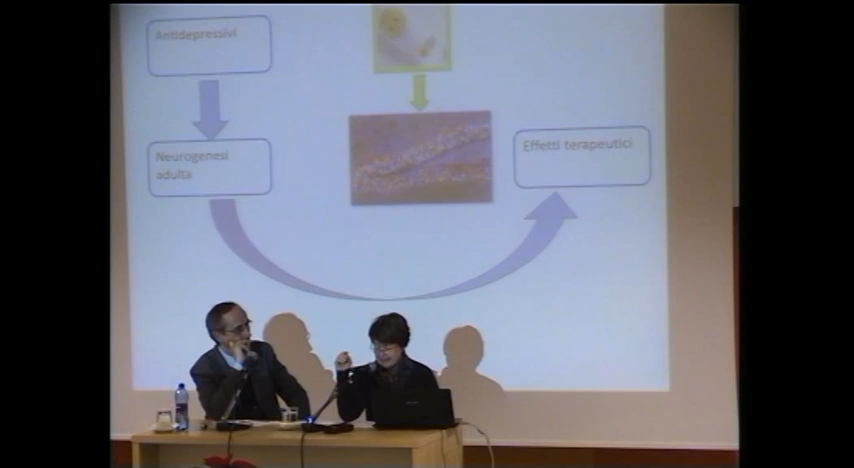 Antidepressivi
Neurogenesi
adulta
Effetti terapeutici